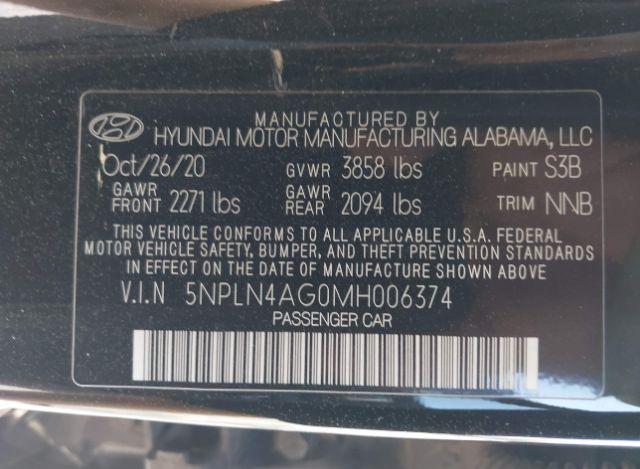 MANUFACTURED BY
HYUNDAI MOTOR MANUFACTURING ALABAMA, LLC
Oct/26/20 GVWR 3858 lbs PAINT S3B
GAWR FRONT 2271 lbs GAWR REAR 2094 lbs TRIM NNB
THIS VEHICLE CONFORMS TO ALL APPLICABLE U.S.A. FEDERAL
MOTOR VEHICLE SAFETY, BUMPER, AND THEFT PREVENTION STANDARDS
IN EFFECT ON THE DATE OF MANUFACTURE SHOWN ABOVE
V.I.N 5NPLN4AG0MH006374
PASSENGER CAR